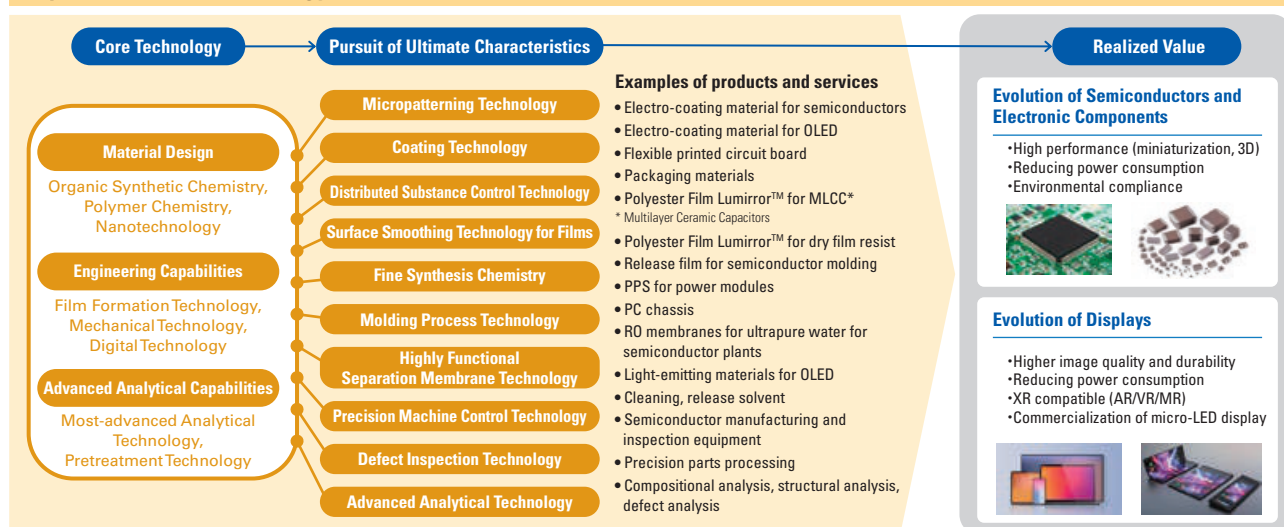 Core Technology
Pursuit of Ultimate Characteristics
Realized Value
Material Design
Organic Synthetic Chemistry,
Polymer Chemistry,
Nanotechnology
Engineering Capabilities
Film Formation Technology,
Mechanical Technology,
Digital Technology
Advanced Analytical Capabilities
Most-advanced Analytical
Technology,
Pretreatment Technology
Micropatterning Technology
Coating Technology
Distributed Substance Control Technology
Surface Smoothing Technology for Films
Fine Synthesis Chemistry
Molding Process Technology
Highly Functional
Separation Membrane Technology
Precision Machine Control Technology
Defect Inspection Technology
Advanced Analytical Technology
Examples of products and services
• Electro-coating material for semiconductors
• Electro-coating material for OLED
• Flexible printed circuit board
• Packaging materials
• Polyester Film Lumirror™ for MLCC*
* Multilayer Ceramic Capacitors
• Polyester Film Lumirror™ for dry film resist
• Release film for semiconductor molding
• PPS for power modules
• PC chassis
• RO membranes for ultrapure water for
semiconductor plants
• Light-emitting materials for OLED
• Cleaning, release solvent
• Semiconductor manufacturing and
inspection equipment
• Precision parts processing
• Compositional analysis, structural analysis,
defect analysis
Evolution of Semiconductors and
Electronic Components
・High performance (miniaturization, 3D)
・Reducing power consumption
・Environmental compliance
Evolution of Displays
・Higher image quality and durability
・Reducing power consumption
・XR compatible (AR/VR/MR)
・Commercialization of micro-LED display